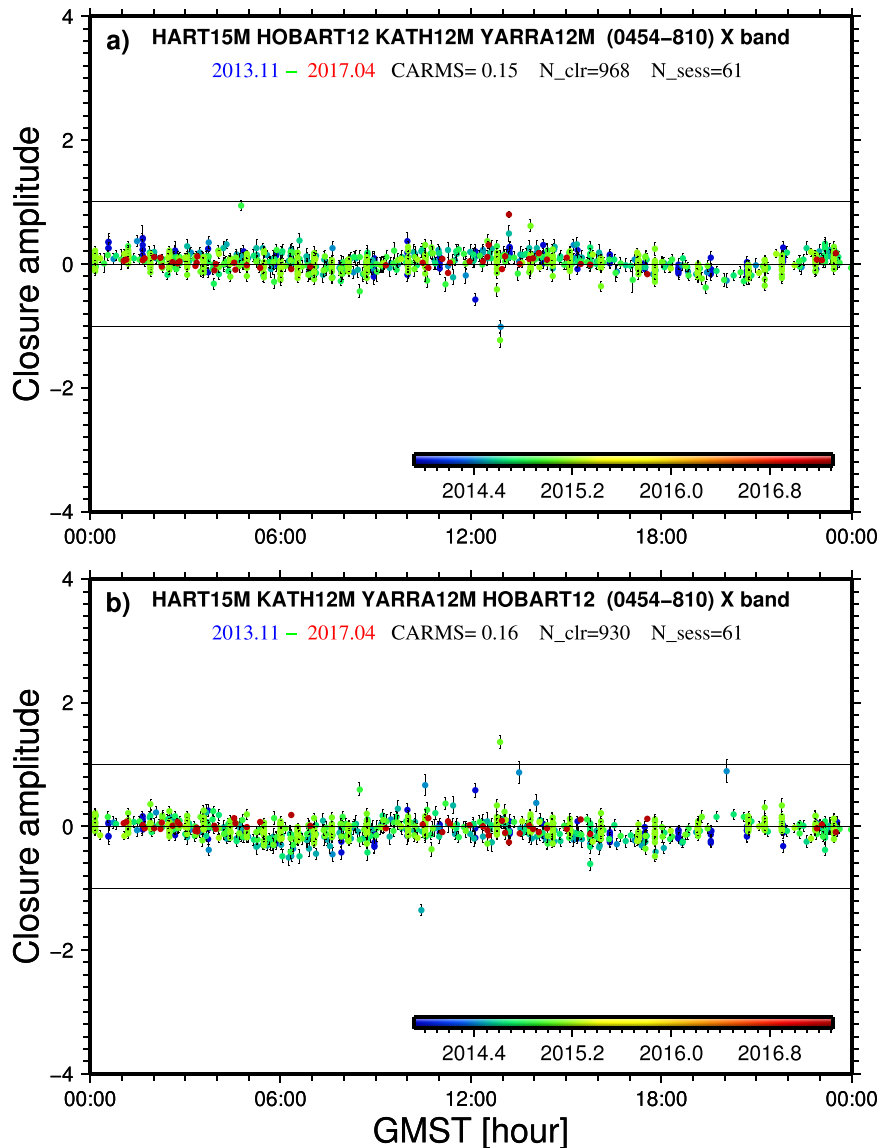 a) HART15M HOBART12 KATH12M YARRA12M (0454−810) X band
2013.11 − 2017.04 CARMS= 0.15 N_clr=968 N_sess=61
4
2
0
−2
−4
Closure amplitude
2014.4 2015.2 2016.0 2016.8
00:00 06:00 12:00 18:00 00:00
b) HART15M KATH12M YARRA12M HOBART12 (0454−810) X band
2013.11 − 2017.04 CARMS= 0.16 N_clr=930 N_sess=61
4
2
0
−2
−4
Closure amplitude
2014.4 2015.2 2016.0 2016.8
00:00 06:00 12:00 18:00 00:00
GMST [hour]